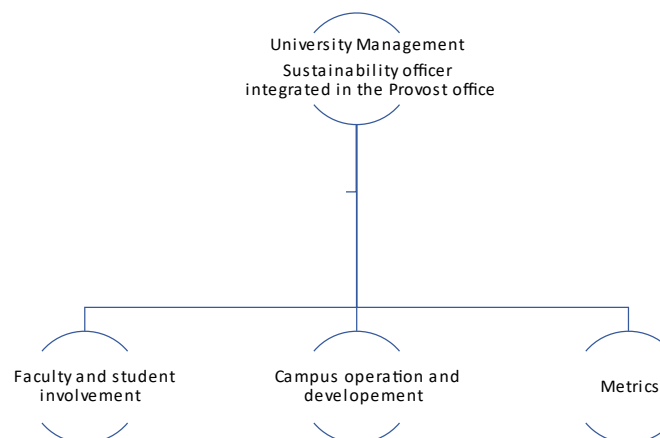 University Management
Sustainability officer
integrated in the Provost office
Faculty and student
involvement
Campus operation and
developement
Metrics